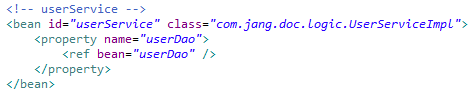 <!-- userService -->
<bean id="userService" class="com.jang.doc.logic.UserServiceImpl">
    <property name="userDao">
        <ref bean="userDao" />
    </property>
</bean>